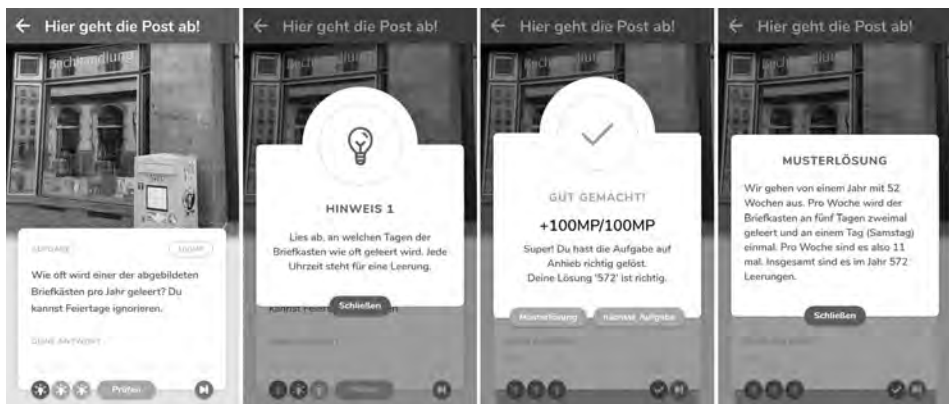 Hier geht die Post ab!
Buchhandlung
AUFGABE
Wie oft wird einer der abgebildeten
Briefkästen pro Jahr geleert? Du
kannst Feiertage ignorieren.
DEINE ANTWORT
Prüfen
Hier geht die Post ab!
Buchhandlung
HINWEIS 1
Lies ab, an welchen Tagen der
Briefkasten wie oft geleert wird. Jede
Uhrzeit steht für eine Leerung.
Schließen
Hier geht die Post ab!
Buchhandlung
GUT GEMACHT!
+100MP/100MP
Super! Du hast die Aufgabe auf
Anhieb richtig gelöst.
Deine Lösung '572' ist richtig.
Musterlösung
nächste Aufgabe
Hier geht die Post ab!
Buchhandlung
MUSTERLÖSUNG
Wir gehen von einem Jahr mit 52
Wochen aus. Pro Woche wird der
Briefkasten an fünf Tagen zweimal
geleert und an einem Tag (Samstag)
einmal. Pro Woche sind es also 11
mal. Insgesamt sind es im Jahr 572
Leerungen.
Schließen